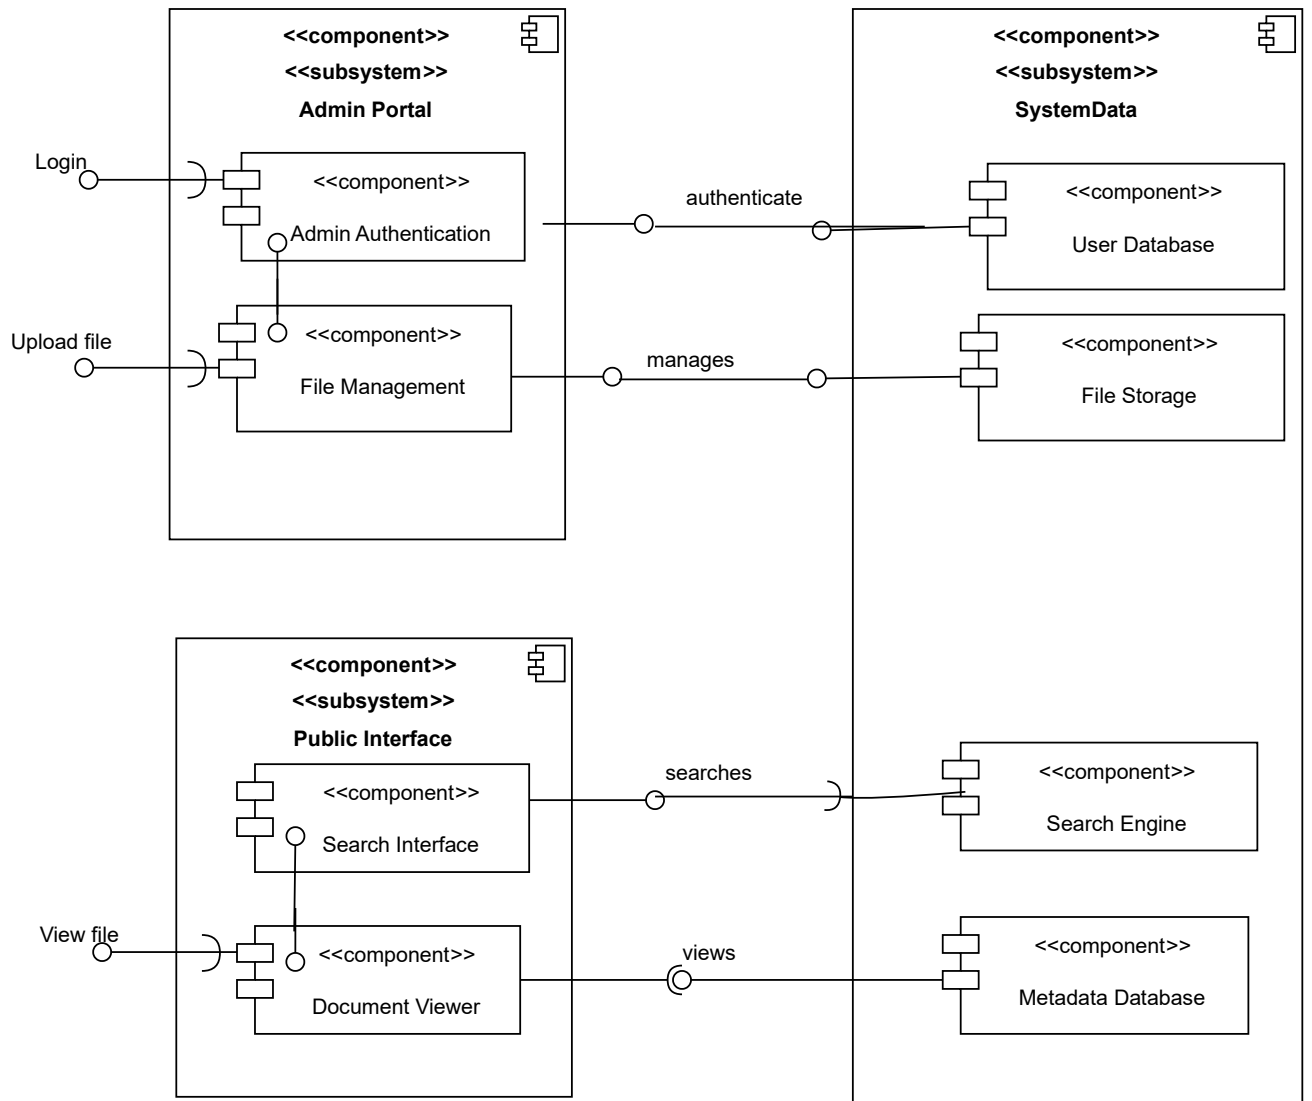 <<component>>
<<subsystem>>
Admin Portal
Login
<<component>>
Admin Authentication
Upload file
<<component>>
File Management
authenticate
manages
<<component>>
<<subsystem>>
SystemData
<<component>>
User Database
<<component>>
File Storage
<<component>>
<<subsystem>>
Public Interface
<<component>>
Search Interface
View file
<<component>>
Document Viewer
searches
views
<<component>>
Search Engine
<<component>>
Metadata Database